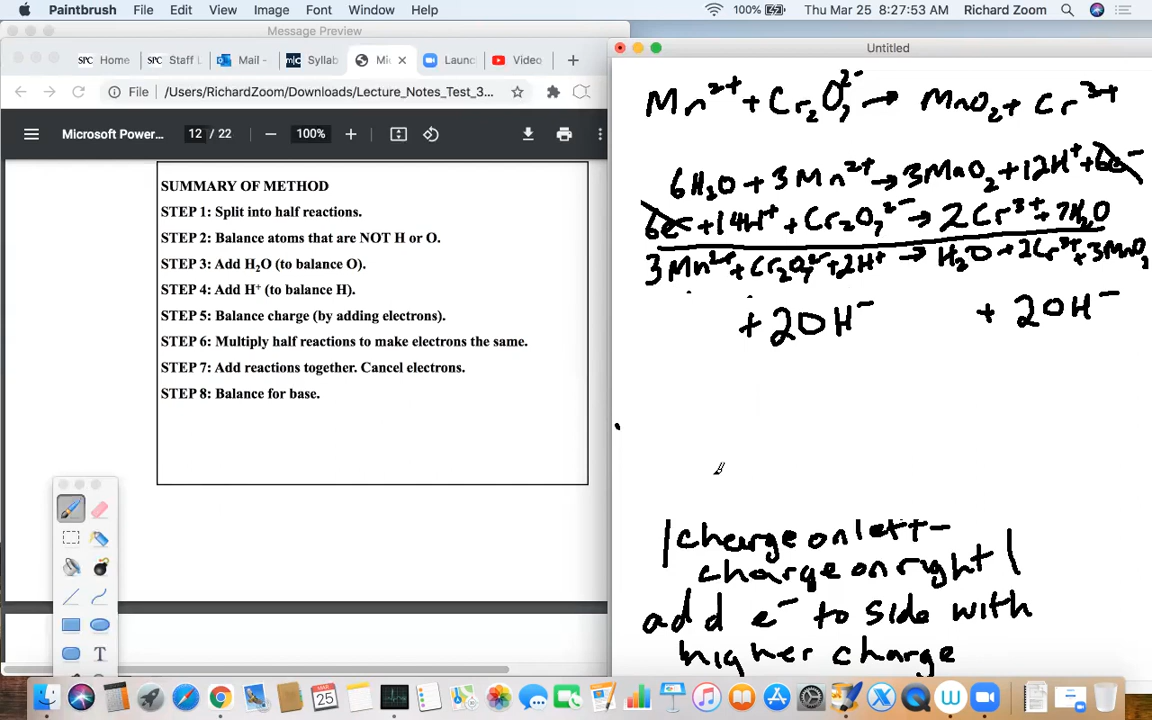 Paintbrush File Edit View Image Font Window Help 100% Thu Mar 25 8:27:53 AM Richard Zoom
Message Preview
SPC Home SPC Staff L Mail - m|c Syllab Mic Launc Video
File /Users/RichardZoom/Downloads/Lecture_Notes_Test_3...
Microsoft Power... 12 / 22 100%
SUMMARY OF METHOD
STEP 1: Split into half reactions.
STEP 2: Balance atoms that are NOT H or O.
STEP 3: Add H₂O (to balance O).
STEP 4: Add H⁺ (to balance H).
STEP 5: Balance charge (by adding electrons).
STEP 6: Multiply half reactions to make electrons the same.
STEP 7: Add reactions together. Cancel electrons.
STEP 8: Balance for base.
T
25
Untitled
Mn²⁺ + Cr₂O₇²⁻ → MnO₂ + Cr³⁺
6H₂O + 3Mn²⁺ → 3MnO₂ + 12H⁺ + 6e⁻
6e⁻ + 14H⁺ + Cr₂O₇²⁻ → 2Cr³⁺ + 7H₂O
3Mn²⁺ + Cr₂O₇²⁻ + 2H⁺ → H₂O + 2Cr³⁺ + 3MnO₂
+ 2OH⁻ + 2OH⁻
|charge on left -
charge on right|
add e⁻ to side with
higher charge